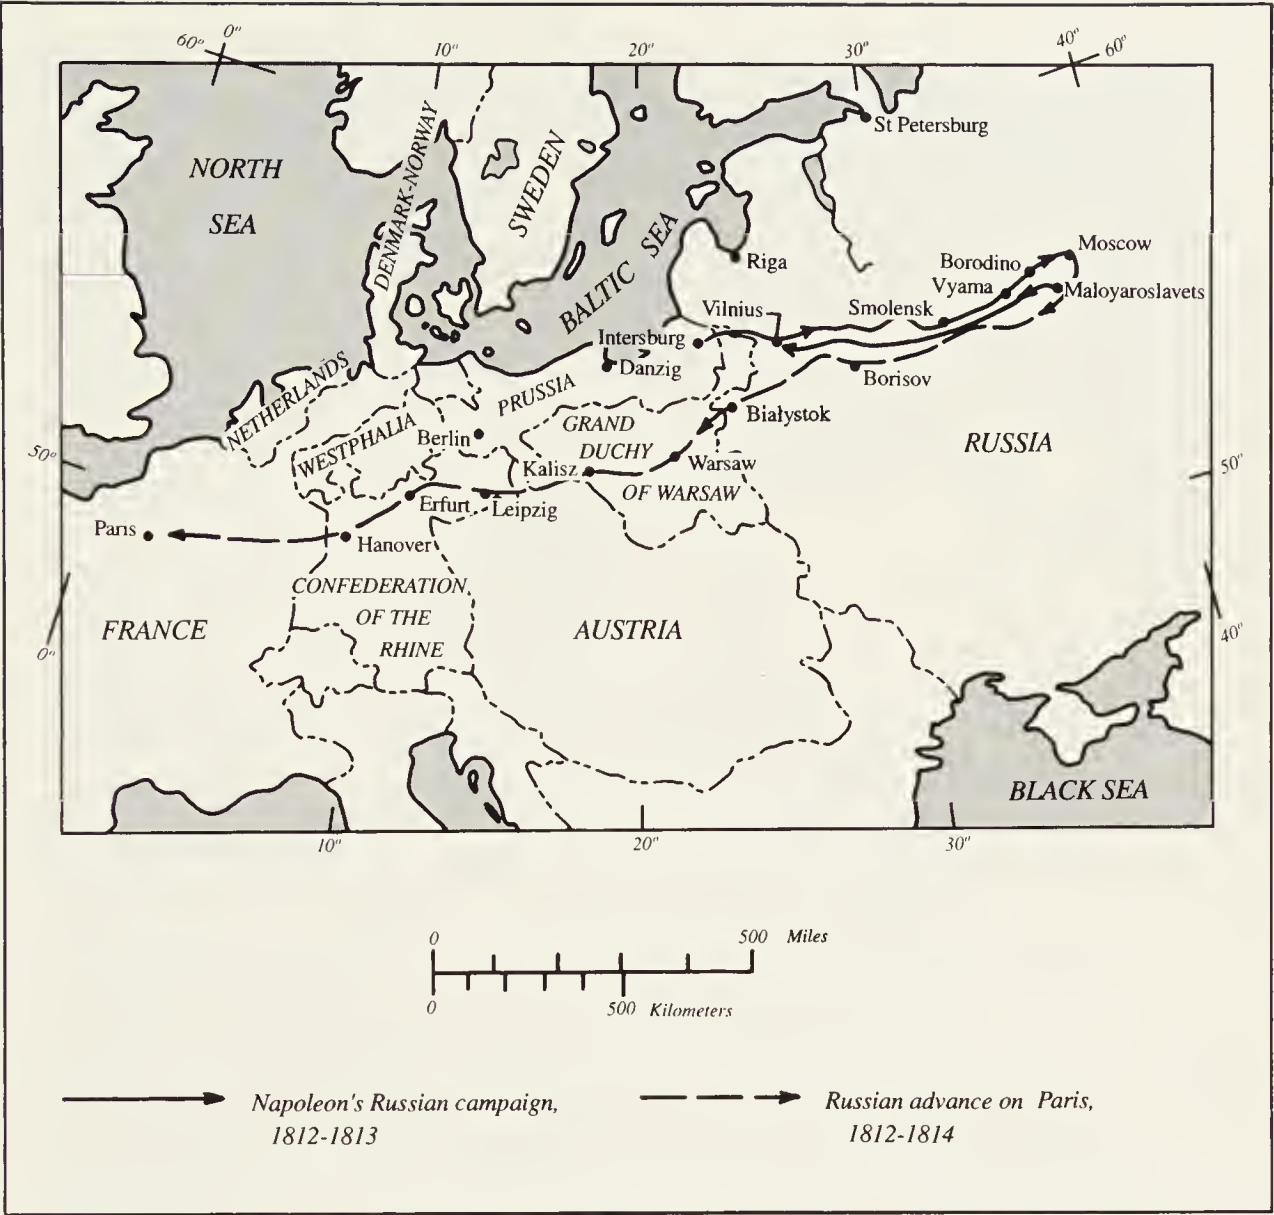 60°
0°
10°
20°
30°
40°
60°
St Petersburg
NORTH
SEA
DENMARK-NORWAY
SWEDEN
BALTIC SEA
Riga
Moscow
Borodino
Vyama
Maloyaroslavets
Smolensk
Vilnius
Intersburg
Danzig
Borisov
NETHERLANDS
PRUSSIA
WESTPHALIA
Berlin
GRAND
DUCHY
OF WARSAW
Białystok
RUSSIA
50°
50°
Kalisz
Warsaw
Erfurt
Leipzig
Paris
Hanover
CONFEDERATION
OF THE
RHINE
FRANCE
AUSTRIA
0°
40°
BLACK SEA
10°
20°
30°
0
500 Miles
0
500 Kilometers
Napoleon's Russian campaign,
1812-1813
Russian advance on Paris,
1812-1814